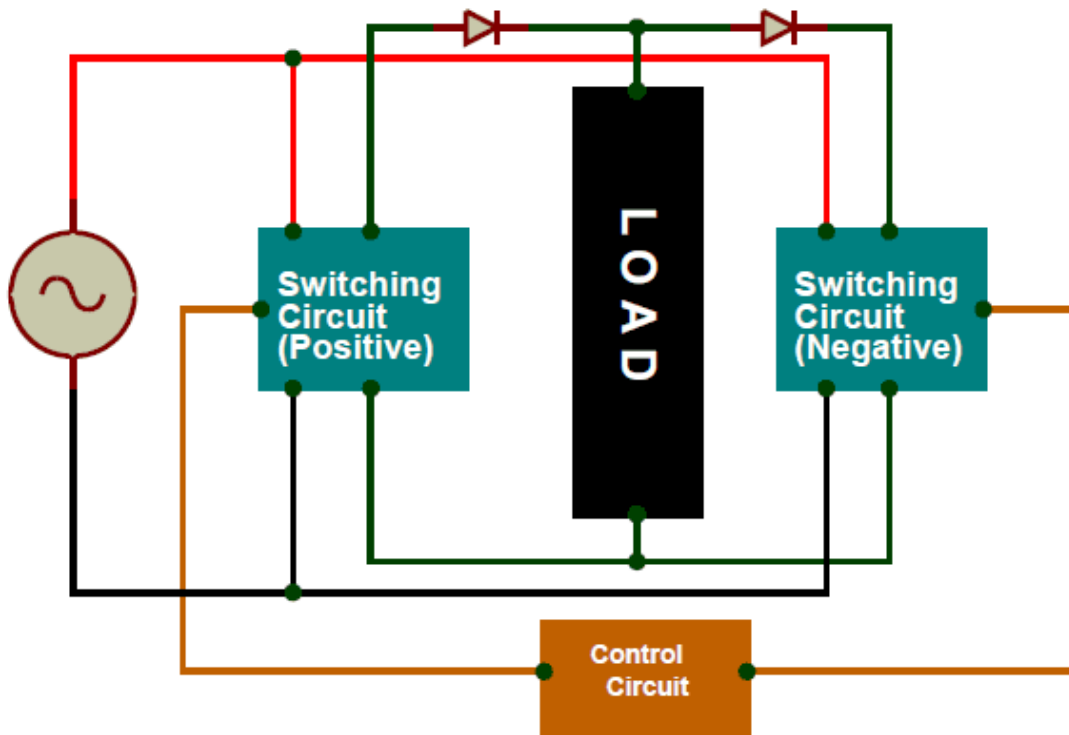 Switching
Circuit
(Positive)
LOAD
Switching
Circuit
(Negative)
Control
Circuit